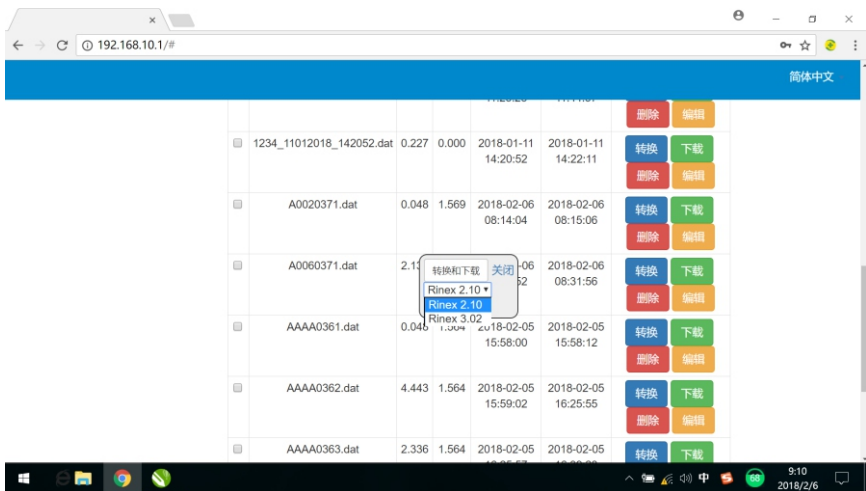 192.168.10.1/#
简体中文
删除 编辑
1234_11012018_142052.dat 0.227 0.000 2018-01-11 2018-01-11 转换 下载
14:20:52 14:22:11
删除 编辑
A0020371.dat 0.048 1.569 2018-02-06 2018-02-06 转换 下载
08:14:04 08:15:06
删除 编辑
A0060371.dat 2.13 转换和下载 关闭 -06 2018-02-06 转换 下载
Rinex 2.10 52 08:31:56
Rinex 2.10 删除 编辑
Rinex 3.02
AAAA0361.dat 0.048 1.564 2018-02-05 2018-02-05 转换 下载
15:58:00 15:58:12
删除 编辑
AAAA0362.dat 4.443 1.564 2018-02-05 2018-02-05 转换 下载
15:59:02 16:25:55
删除 编辑
AAAA0363.dat 2.336 1.564 2018-02-05 2018-02-05 转换 下载
中 68 9:10
2018/2/6